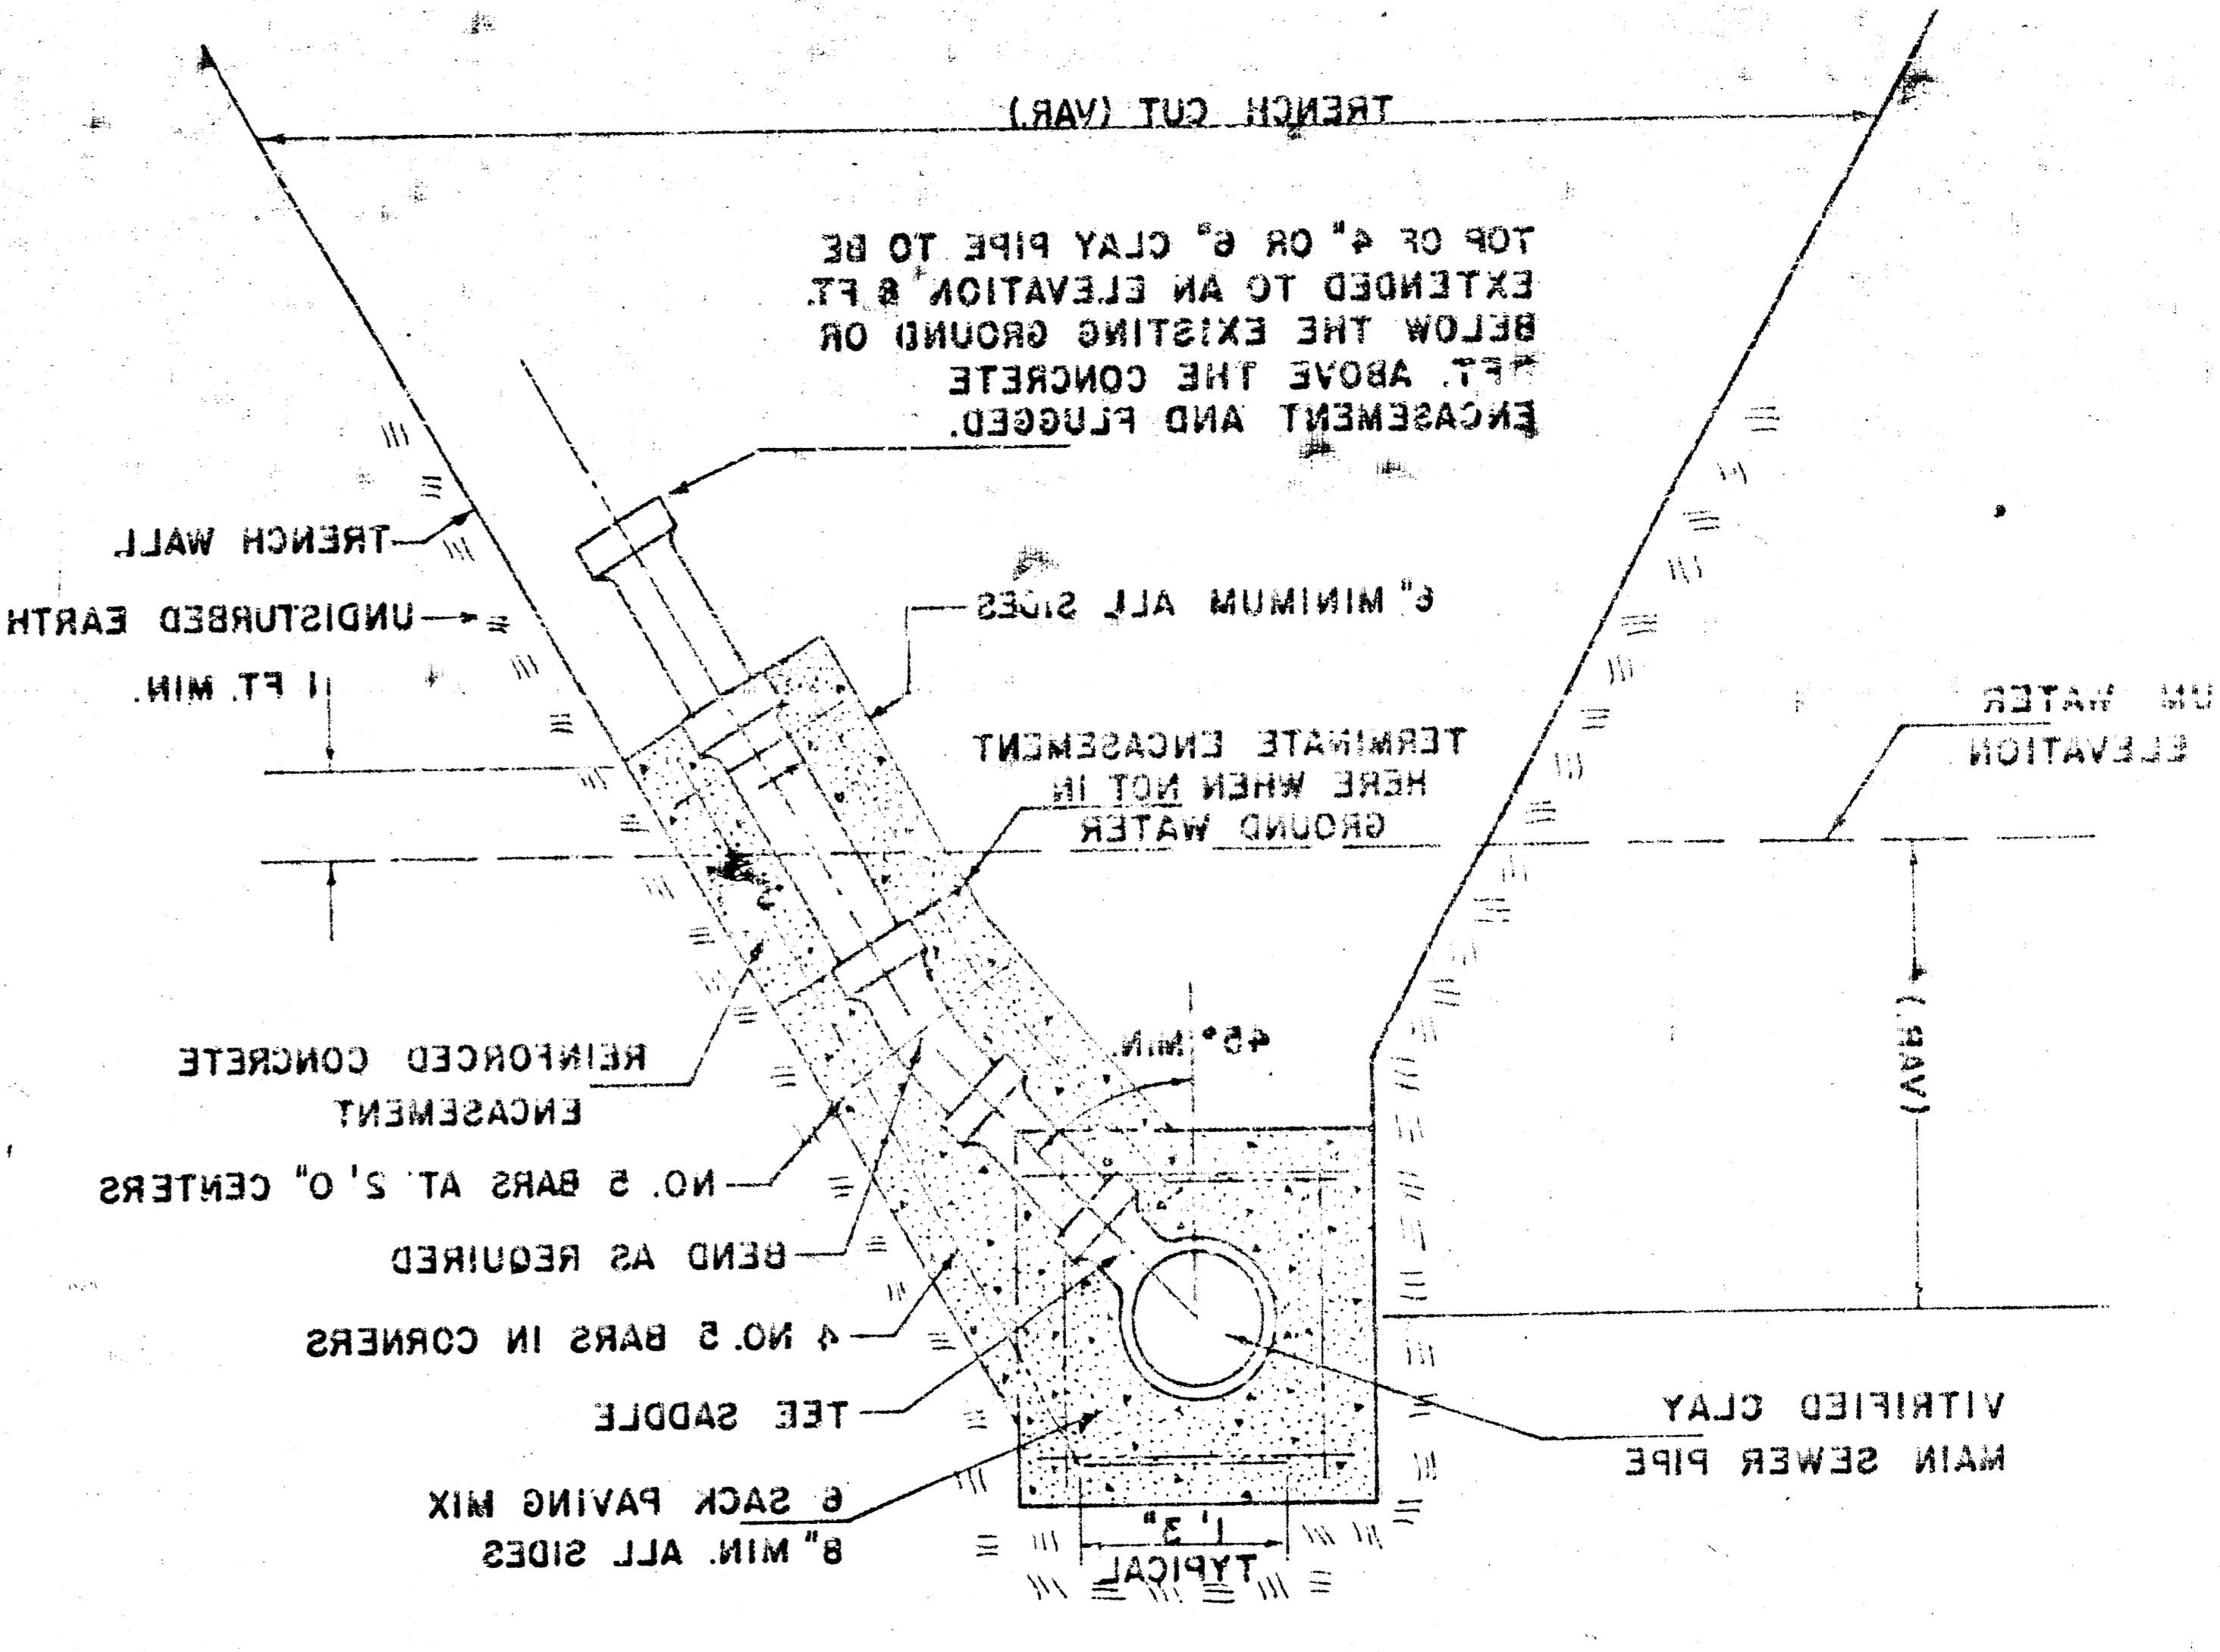 TRENCH CUT (VAR.)
TOP OF 4" OR 6" CLAY PIPE TO BE
EXTENDED TO AN ELEVATION 8 FT.
BELOW THE EXISTING GROUND OR
FT. ABOVE THE CONCRETE
ENCASEMENT AND PLUGGED.
TRENCH WALL
UNDISTURBED EARTH
1 FT. MIN.
6" MINIMUM ALL SIDES
TERMINATE ENCASEMENT
HERE WHEN NOT IN
GROUND WATER
WATER
ELEVATION
(VAR.)
45° MIN.
REINFORCED CONCRETE
ENCASEMENT
NO. 5 BARS AT 2'0" CENTERS
BEND AS REQUIRED
4 NO. 5 BARS IN CORNERS
TEE SADDLE
6 SACK PAVING MIX
8" MIN. ALL SIDES
VITRIFIED CLAY
MAIN SEWER PIPE
1'3"
TYPICAL